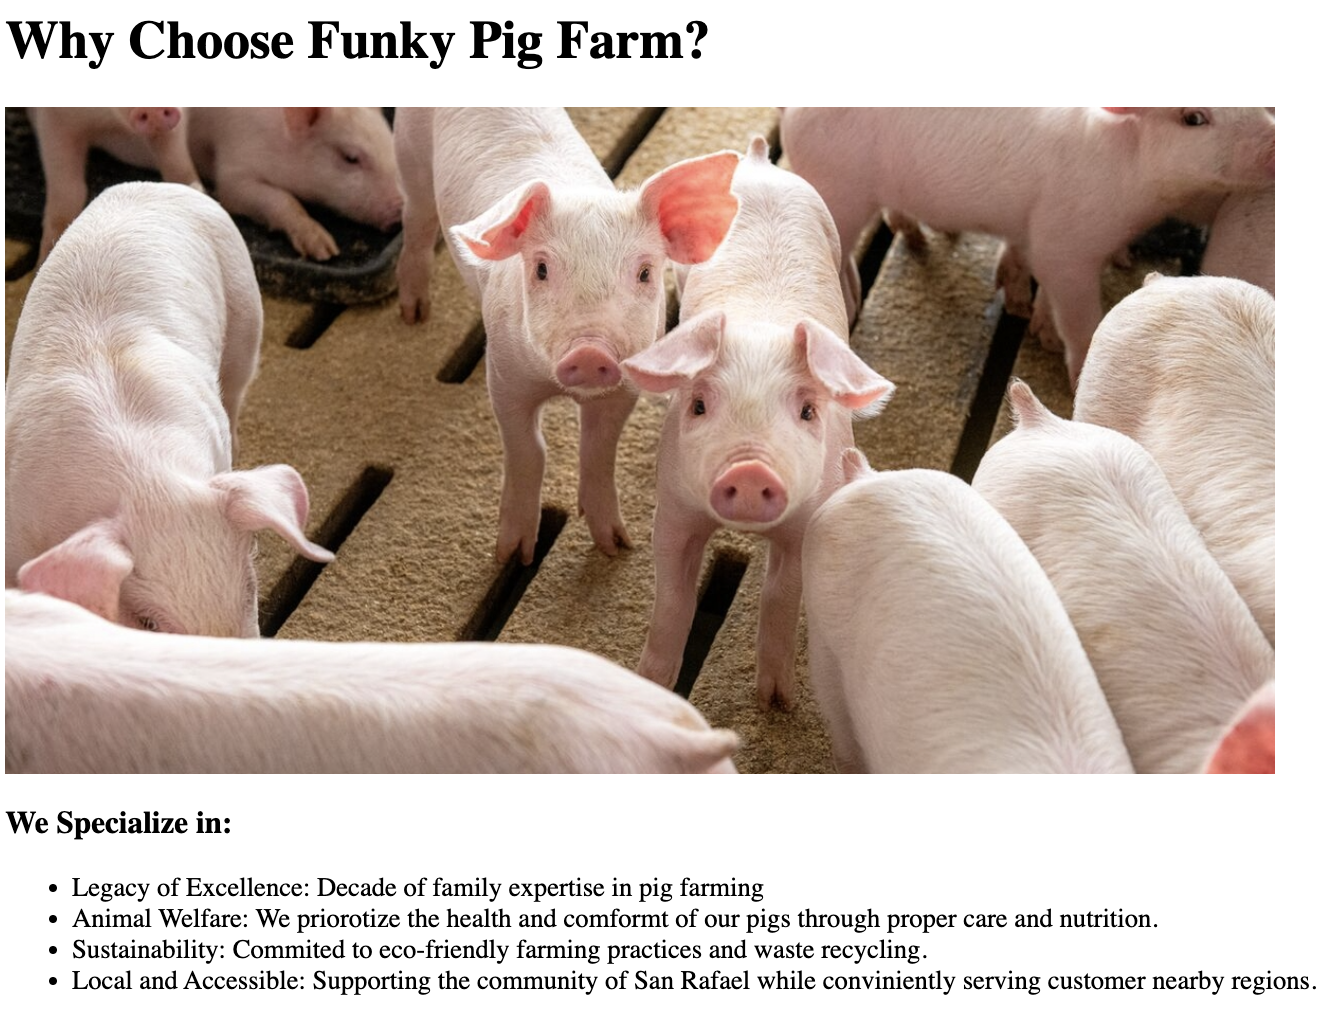 Why Choose Funky Pig Farm?
We Specialize in:
• Legacy of Excellence: Decade of family expertise in pig farming
• Animal Welfare: We priorotize the health and comformt of our pigs through proper care and nutrition.
• Sustainability: Commited to eco-friendly farming practices and waste recycling.
• Local and Accessible: Supporting the community of San Rafael while conviniently serving customer nearby regions.